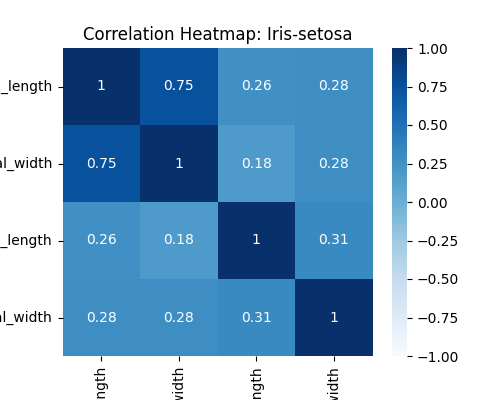 Correlation Heatmap: Iris-setosa
_length 1 0.75 0.26 0.28
al_width 0.75 1 0.18 0.28
_length 0.26 0.18 1 0.31
al_width 0.28 0.28 0.31 1
ngth width ngth width
1.00
0.75
0.50
0.25
0.00
−0.25
−0.50
−0.75
−1.00